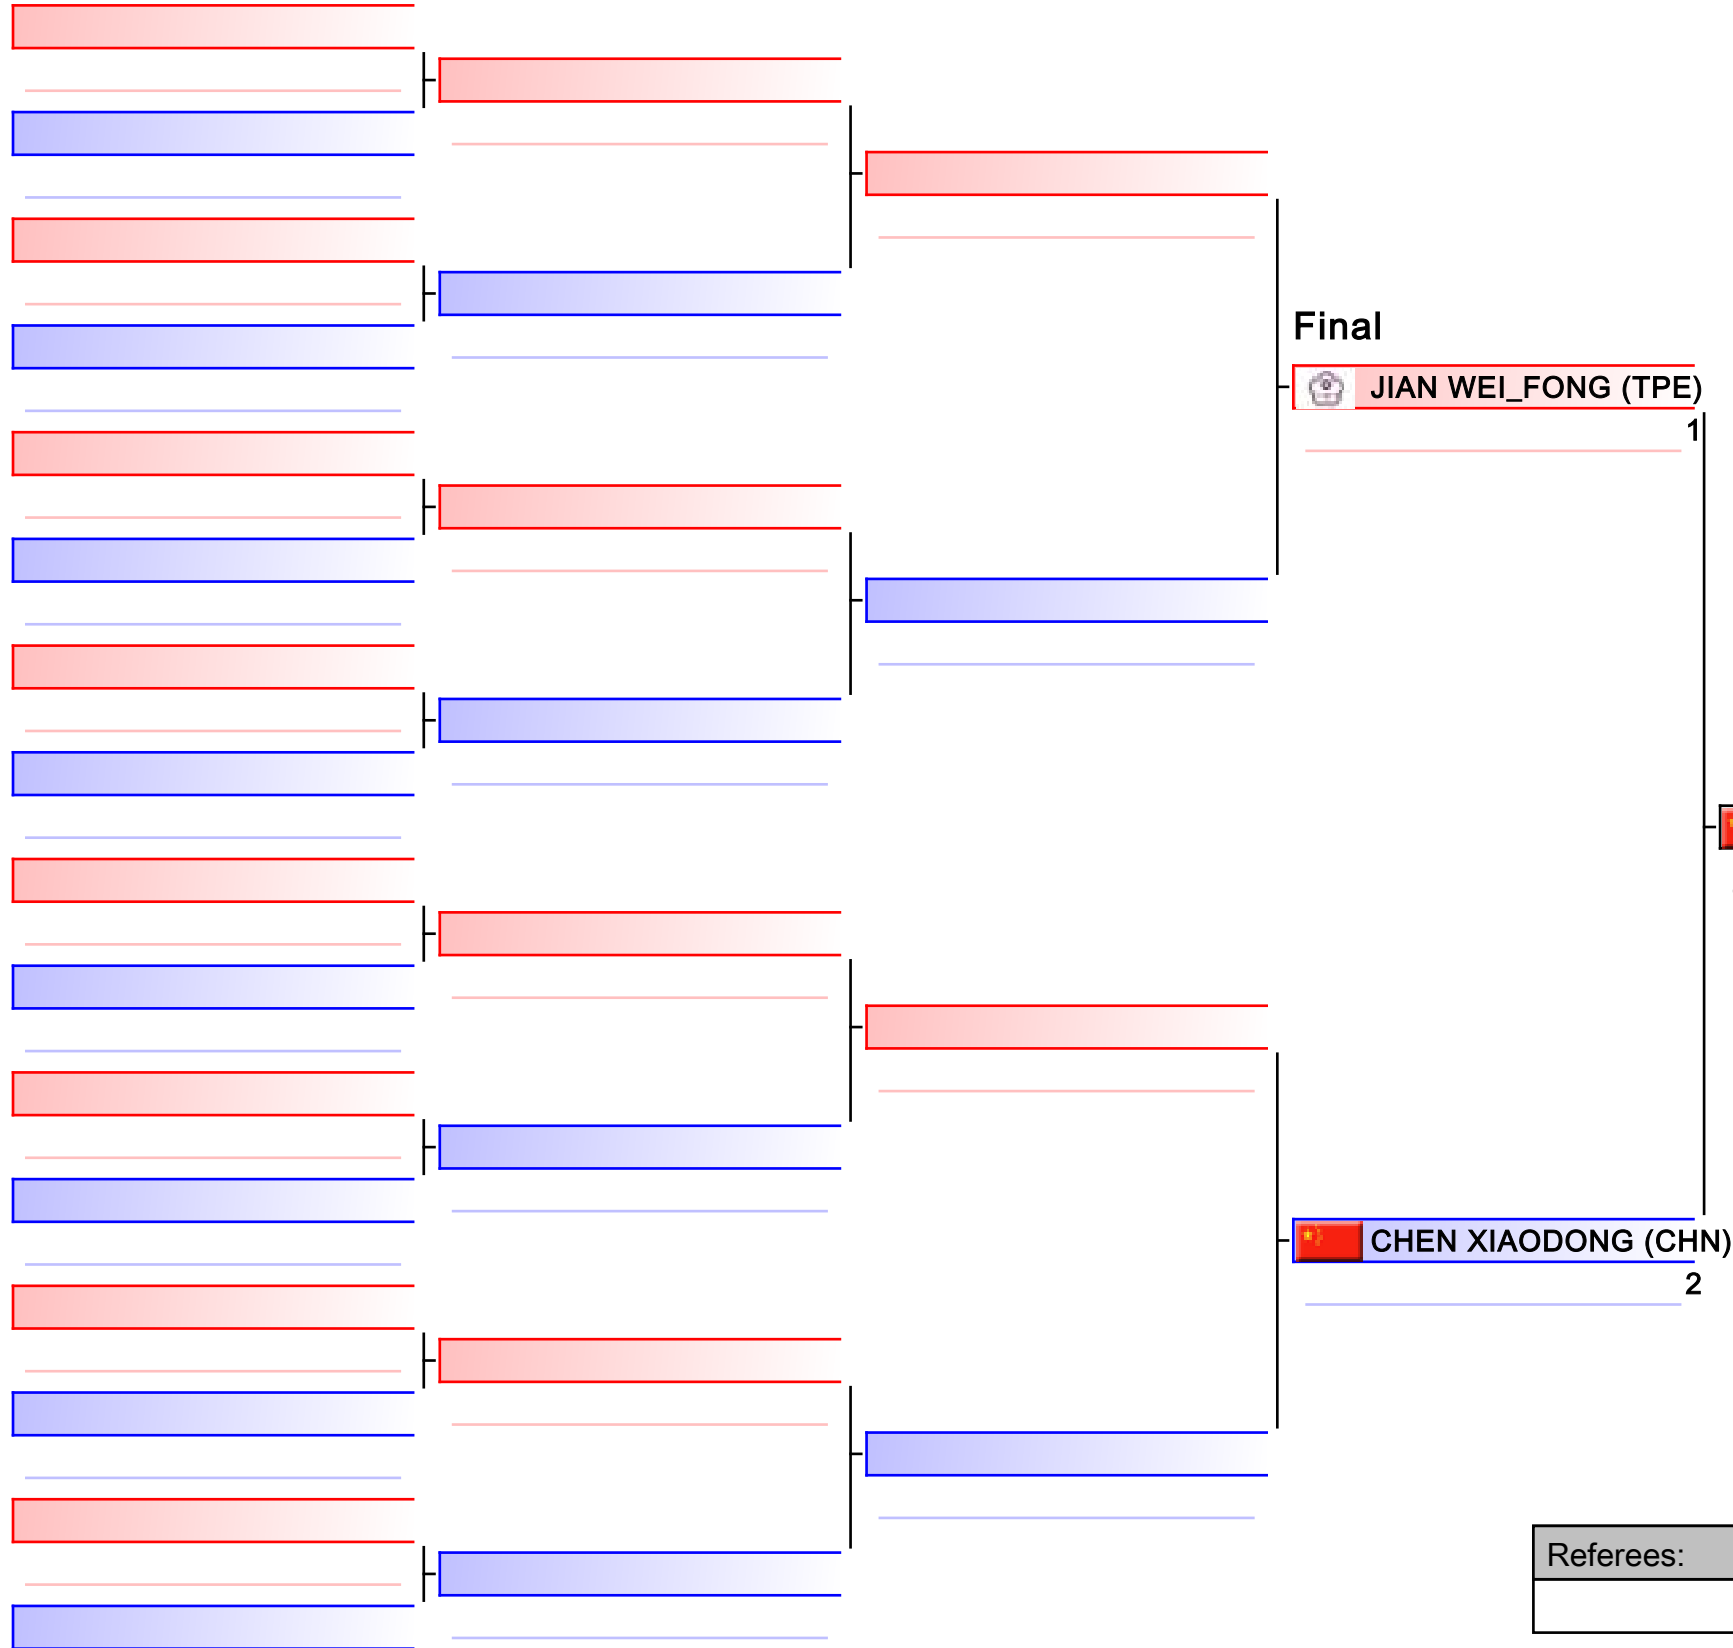 Final
JIAN WEI_FONG (TPE)
1
CHEN XIAODONG (CHN)
2
Referees: